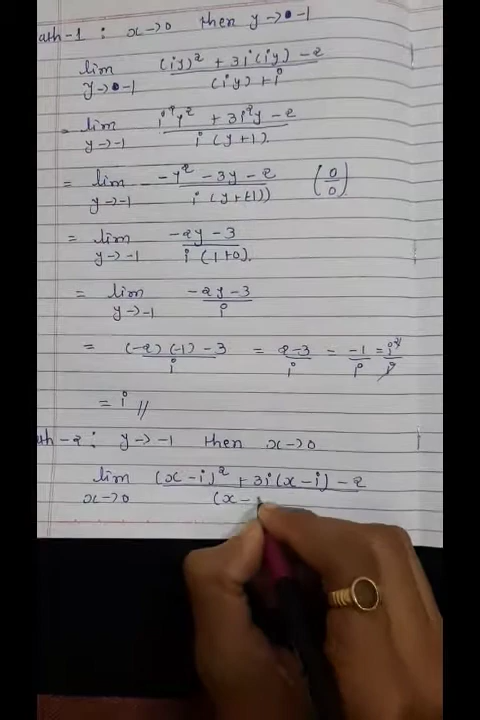 ath-1 : x→0 then y→-1
lim y→-1 (iy)² + 3i(iy) - 2 / (iy) + i
= lim y→-1 i²y² + 3i²y - 2 / i(y+1)
= lim y→-1 -y² - 3y - 2 / i(y+1)) (0/0)
= lim y→-1 -2y - 3 / i(1+0).
= lim y→-1 -2y - 3 / i
= (-2)(-1) - 3 / i = 2-3 / i = -1 / i = i² / i
= i //
ath-2 : y→-1 then x→0
lim x→0 (x - i)² + 3i(x - i) - 2 / (x -